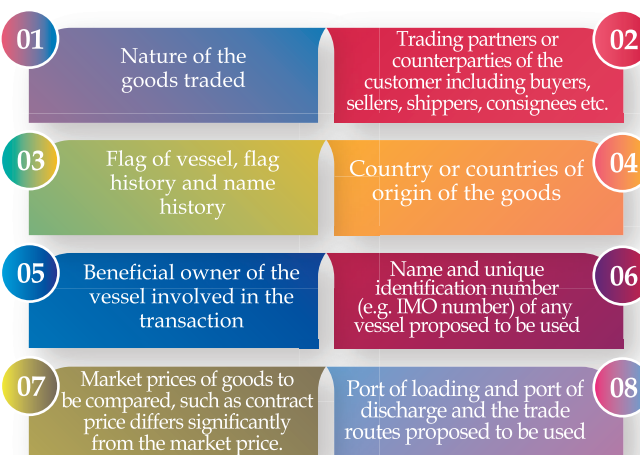 01
Nature of the
goods traded
02
Trading partners or
counterparties of the
customer including buyers,
sellers, shippers, consignees etc.
03
Flag of vessel, flag
history and name
history
04
Country or countries of
origin of the goods
05
Beneficial owner of the
vessel involved in the
transaction
06
Name and unique
identification number
(e.g. IMO number) of any
vessel proposed to be used
07
Market prices of goods to
be compared, such as contract
price differs significantly
from the market price.
08
Port of loading and port of
discharge and the trade
routes proposed to be used